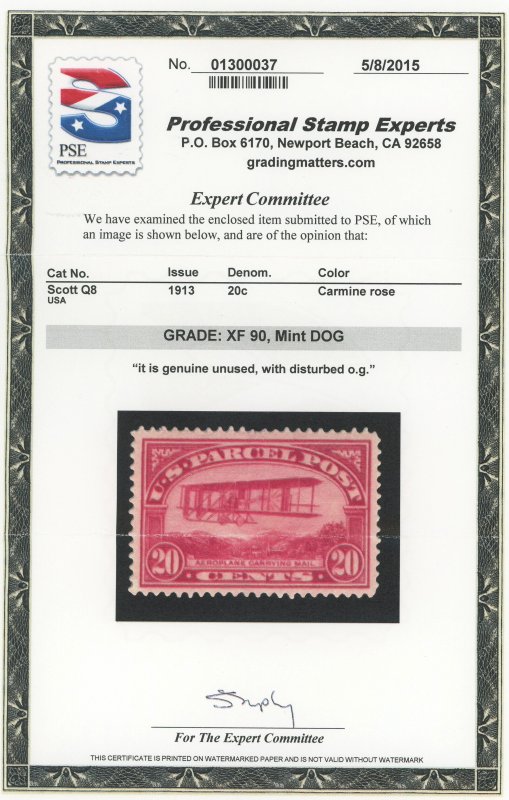 No. 01300037 5/8/2015
PSE
PROFESSIONAL STAMP EXPERTS
Professional Stamp Experts
P.O. Box 6170, Newport Beach, CA 92658
gradingmatters.com
Expert Committee
We have examined the enclosed item submitted to PSE, of which
an image is shown below, and are of the opinion that:
Cat No. Issue Denom. Color
Scott Q8 1913 20c Carmine rose
USA
GRADE: XF 90, Mint DOG
“it is genuine unused, with disturbed o.g.”
U.S. PARCEL POST
20 AEROPLANE CARRYING MAIL 20
CENTS
For The Expert Committee
THIS CERTIFICATE IS PRINTED ON WATERMARKED PAPER AND IS NOT VALID WITHOUT WATERMARK